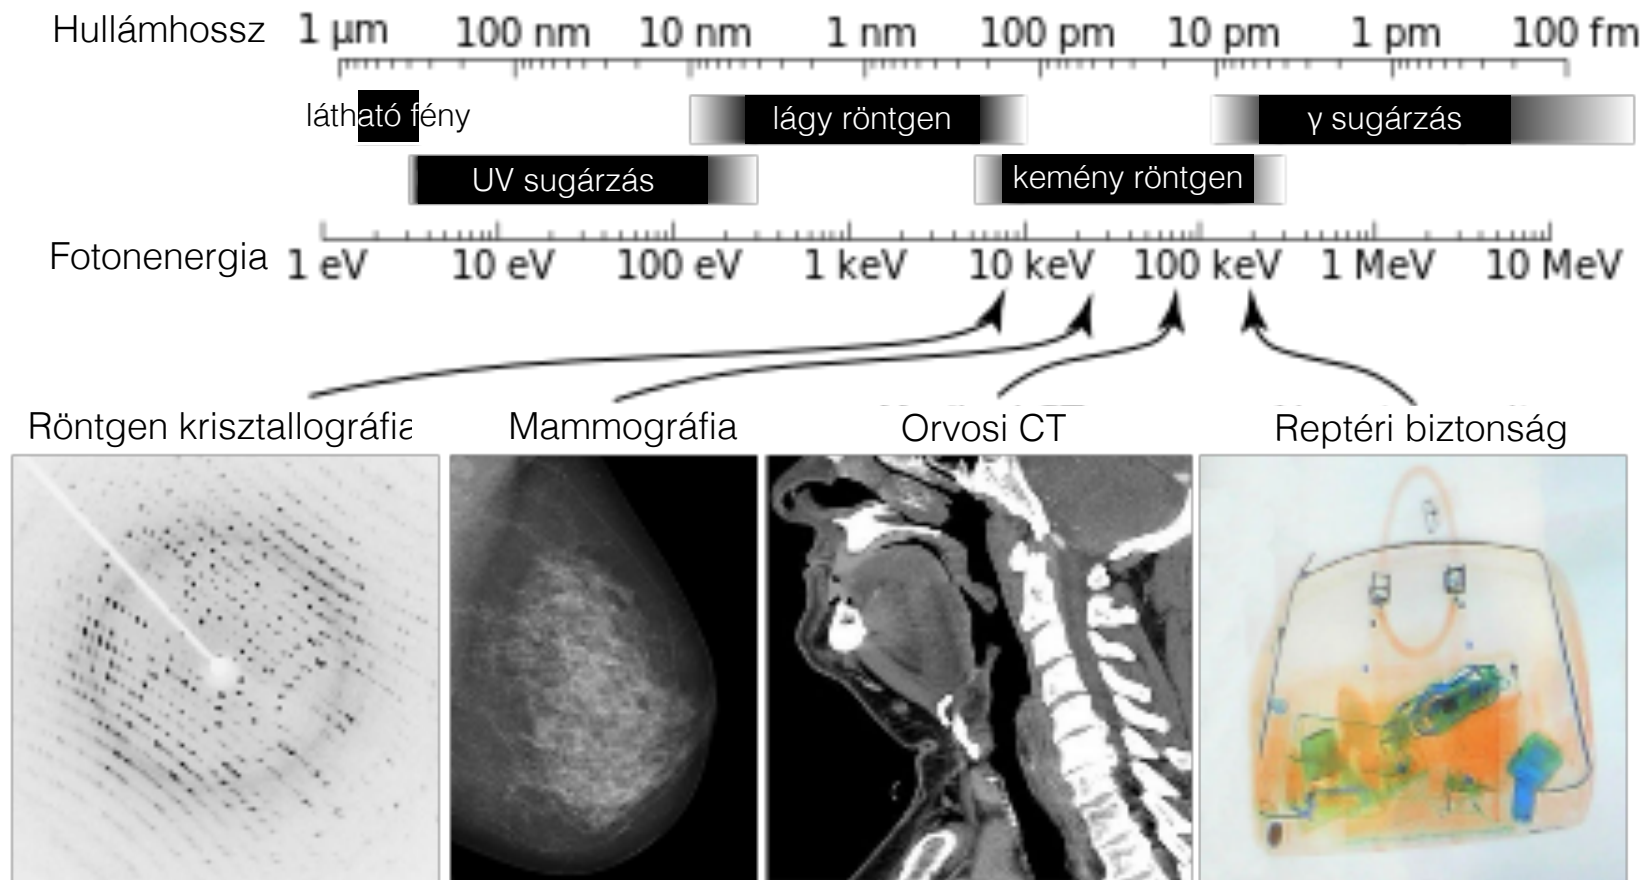 Hullámhossz 1 µm 100 nm 10 nm 1 nm 100 pm 10 pm 1 pm 100 fm
látható fény lágy röntgen γ sugárzás
UV sugárzás kemény röntgen
Fotonenergia 1 eV 10 eV 100 eV 1 keV 10 keV 100 keV 1 MeV 10 MeV
Röntgen krisztallográfia Mammográfia Orvosi CT Reptéri biztonság